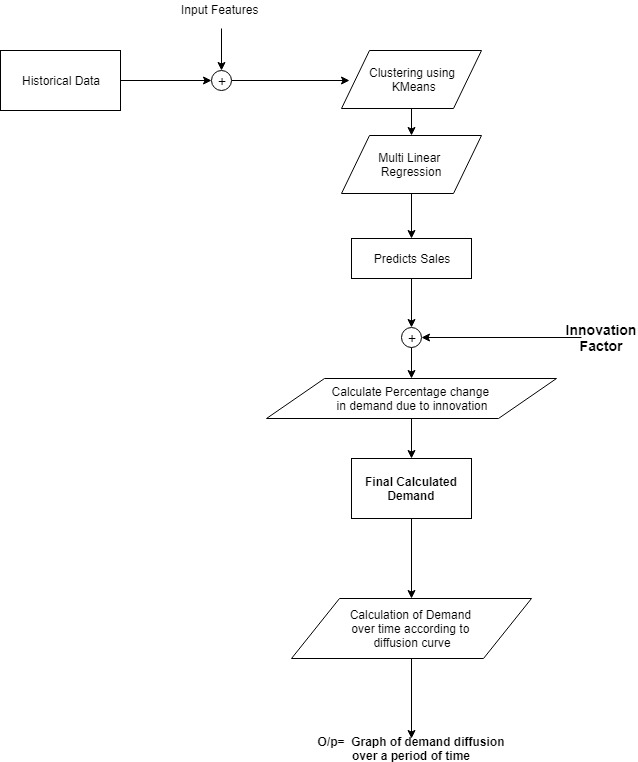 Input Features
Historical Data
+
Clustering using
KMeans
Multi Linear
Regression
Predicts Sales
+
Innovation
Factor
Calculate Percentage change
in demand due to innovation
Final Calculated
Demand
Calculation of Demand
over time according to
diffusion curve
O/p= Graph of demand diffusion
over a period of time